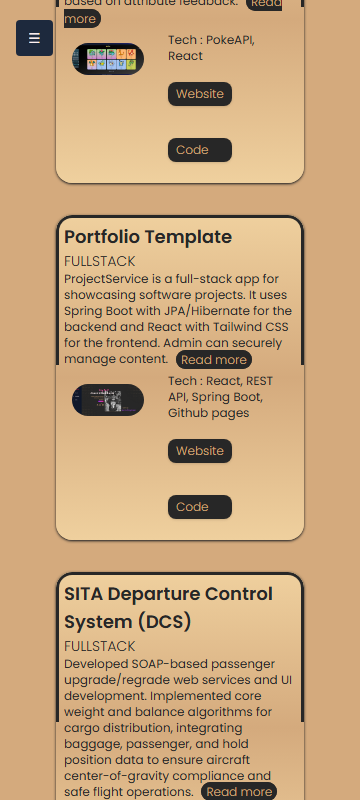 based on attribute feedback. Read
more
☰
Tech : PokeAPI,
React
Website
Code
Portfolio Template
FULLSTACK
ProjectService is a full-stack app for
showcasing software projects. It uses
Spring Boot with JPA/Hibernate for the
backend and React with Tailwind CSS
for the frontend. Admin can securely
manage content. Read more
Tech : React, REST
API, Spring Boot,
Github pages
Website
Code
SITA Departure Control
System (DCS)
FULLSTACK
Developed SOAP-based passenger
upgrade/regrade web services and UI
development. Implemented core
weight and balance algorithms for
cargo distribution, integrating
baggage, passenger, and hold
position data to ensure aircraft
center-of-gravity compliance and
safe flight operations. Read more